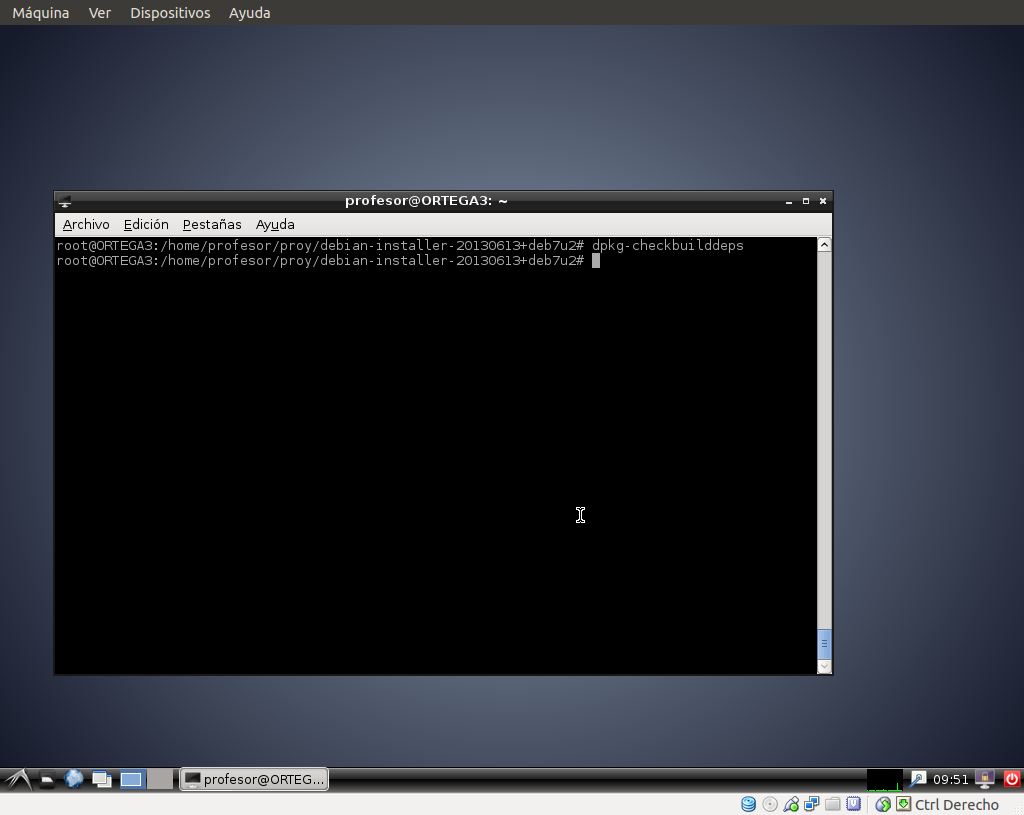 Máquina Ver Dispositivos Ayuda
profesor@ORTEGA3: ~
Archivo Edición Pestañas Ayuda
root@ORTEGA3:/home/profesor/proy/debian-installer-20130613+deb7u2# dpkg-checkbuilddeps
root@ORTEGA3:/home/profesor/proy/debian-installer-20130613+deb7u2#
profesor@ORTEG... 09:51
Ctrl Derecho